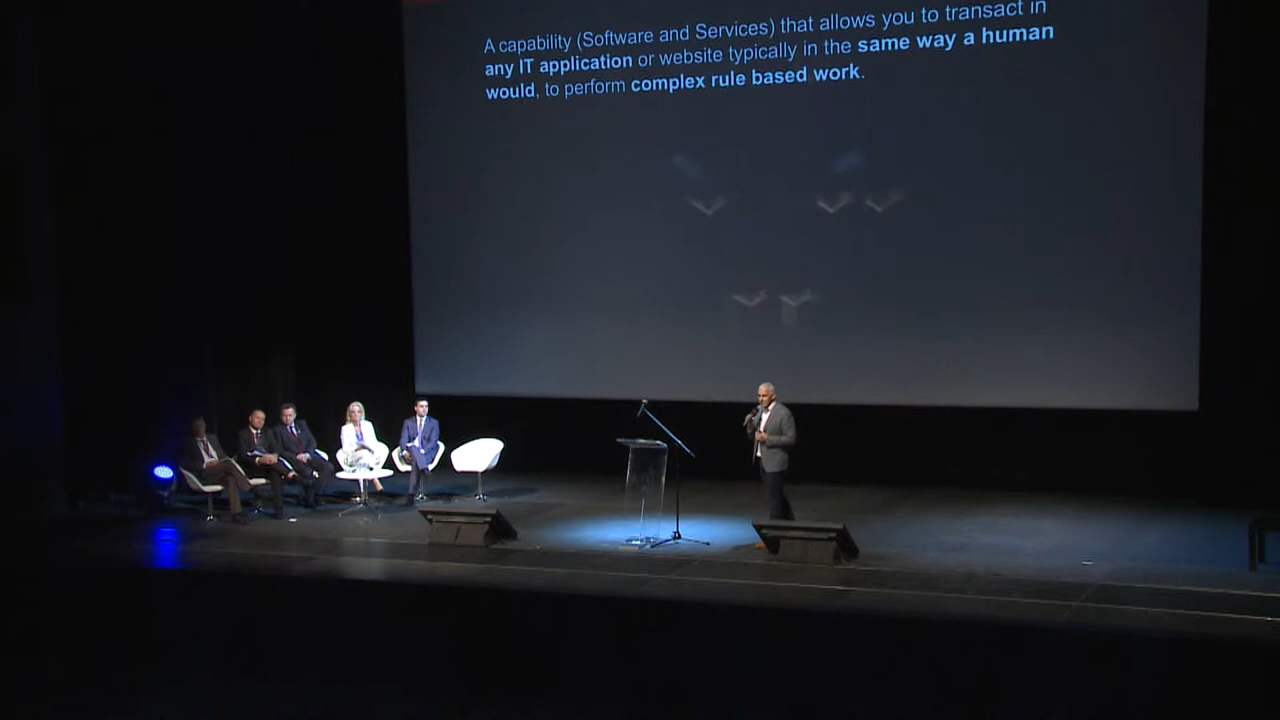 A capability (Software and Services) that allows you to transact in
any IT application or website typically in the same way a human
would, to perform complex rule based work.